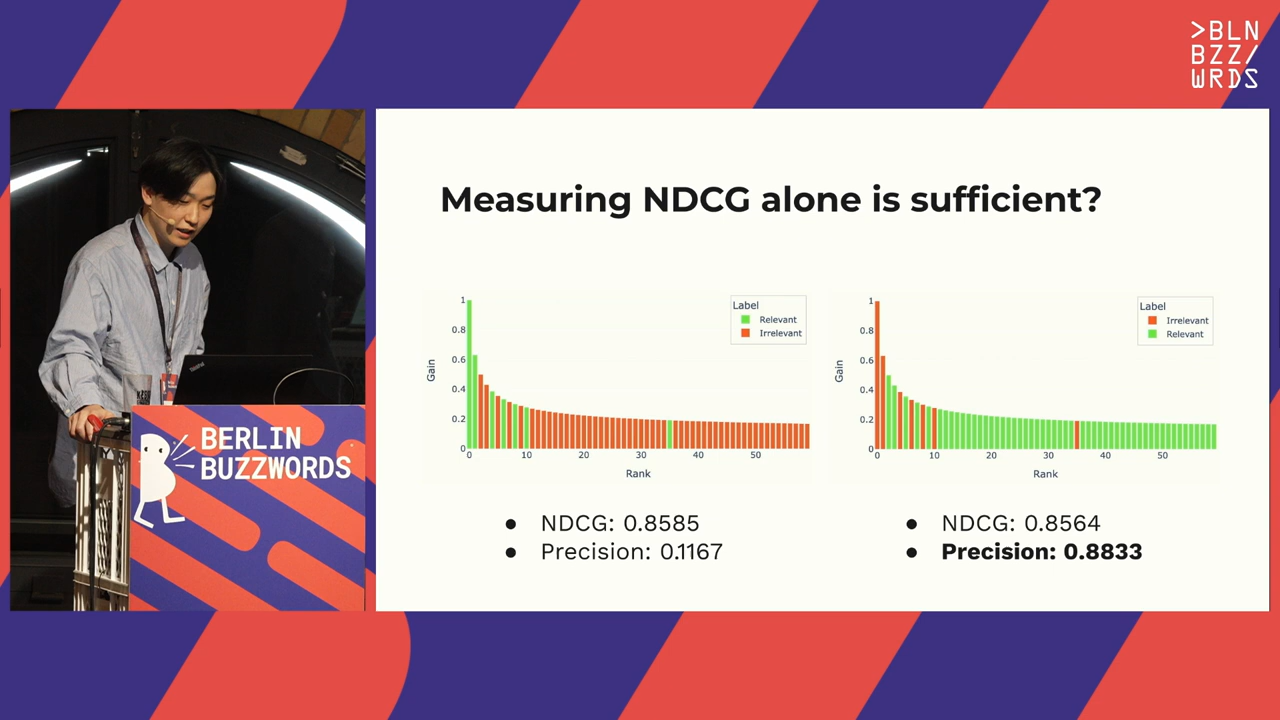 >BLN
BZZ/
WRDS
Measuring NDCG alone is sufficient?
Label
Relevant
Irrelevant
Gain
1
0.8
0.6
0.4
0.2
0
0
10
20
30
40
50
Rank
Label
Irrelevant
Relevant
Gain
1
0.8
0.6
0.4
0.2
0
0
10
20
30
40
50
Rank
● NDCG: 0.8585
● Precision: 0.1167
● NDCG: 0.8564
● Precision: 0.8833
ThinkPad
BERLIN
BUZZWORDS